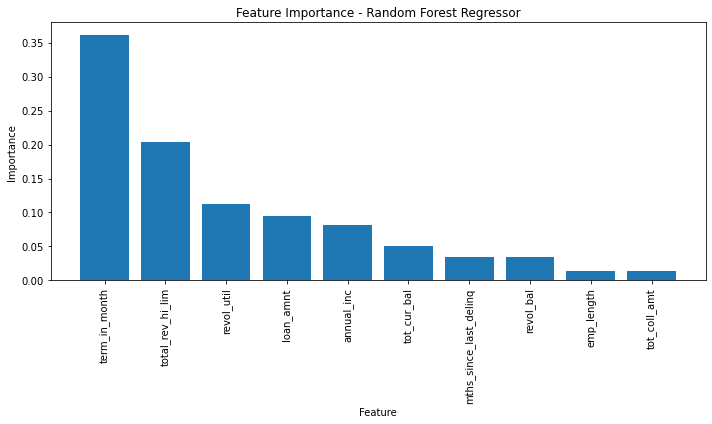 Feature Importance - Random Forest Regressor
Importance
0.35
0.30
0.25
0.20
0.15
0.10
0.05
0.00
term_in_month
total_rev_hi_lim
revol_util
loan_amnt
annual_inc
tot_cur_bal
mths_since_last_delinq
revol_bal
emp_length
tot_coll_amt
Feature